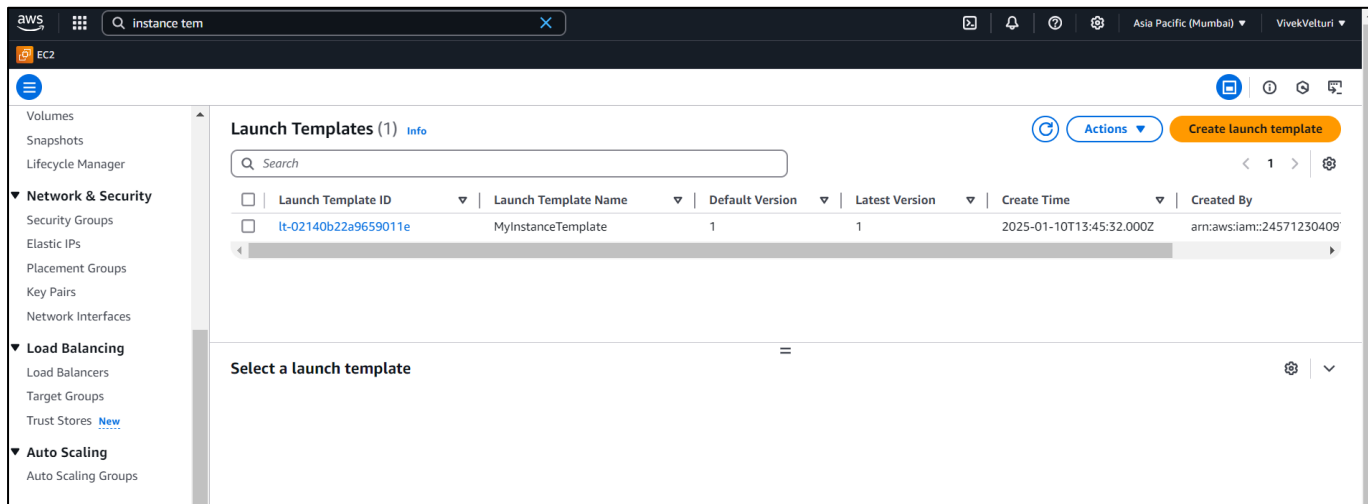 aws instance tem Asia Pacific (Mumbai) VivekVelturi
EC2
Volumes
Snapshots
Lifecycle Manager
Network & Security
Security Groups
Elastic IPs
Placement Groups
Key Pairs
Network Interfaces
Load Balancing
Load Balancers
Target Groups
Trust Stores New
Auto Scaling
Auto Scaling Groups
Launch Templates (1) Info Actions Create launch template
Search 1
Launch Template ID Launch Template Name Default Version Latest Version Create Time Created By
lt-02140b22a9659011e MyInstanceTemplate 1 1 2025-01-10T13:45:32.000Z arn:aws:iam::24571230409
Select a launch template